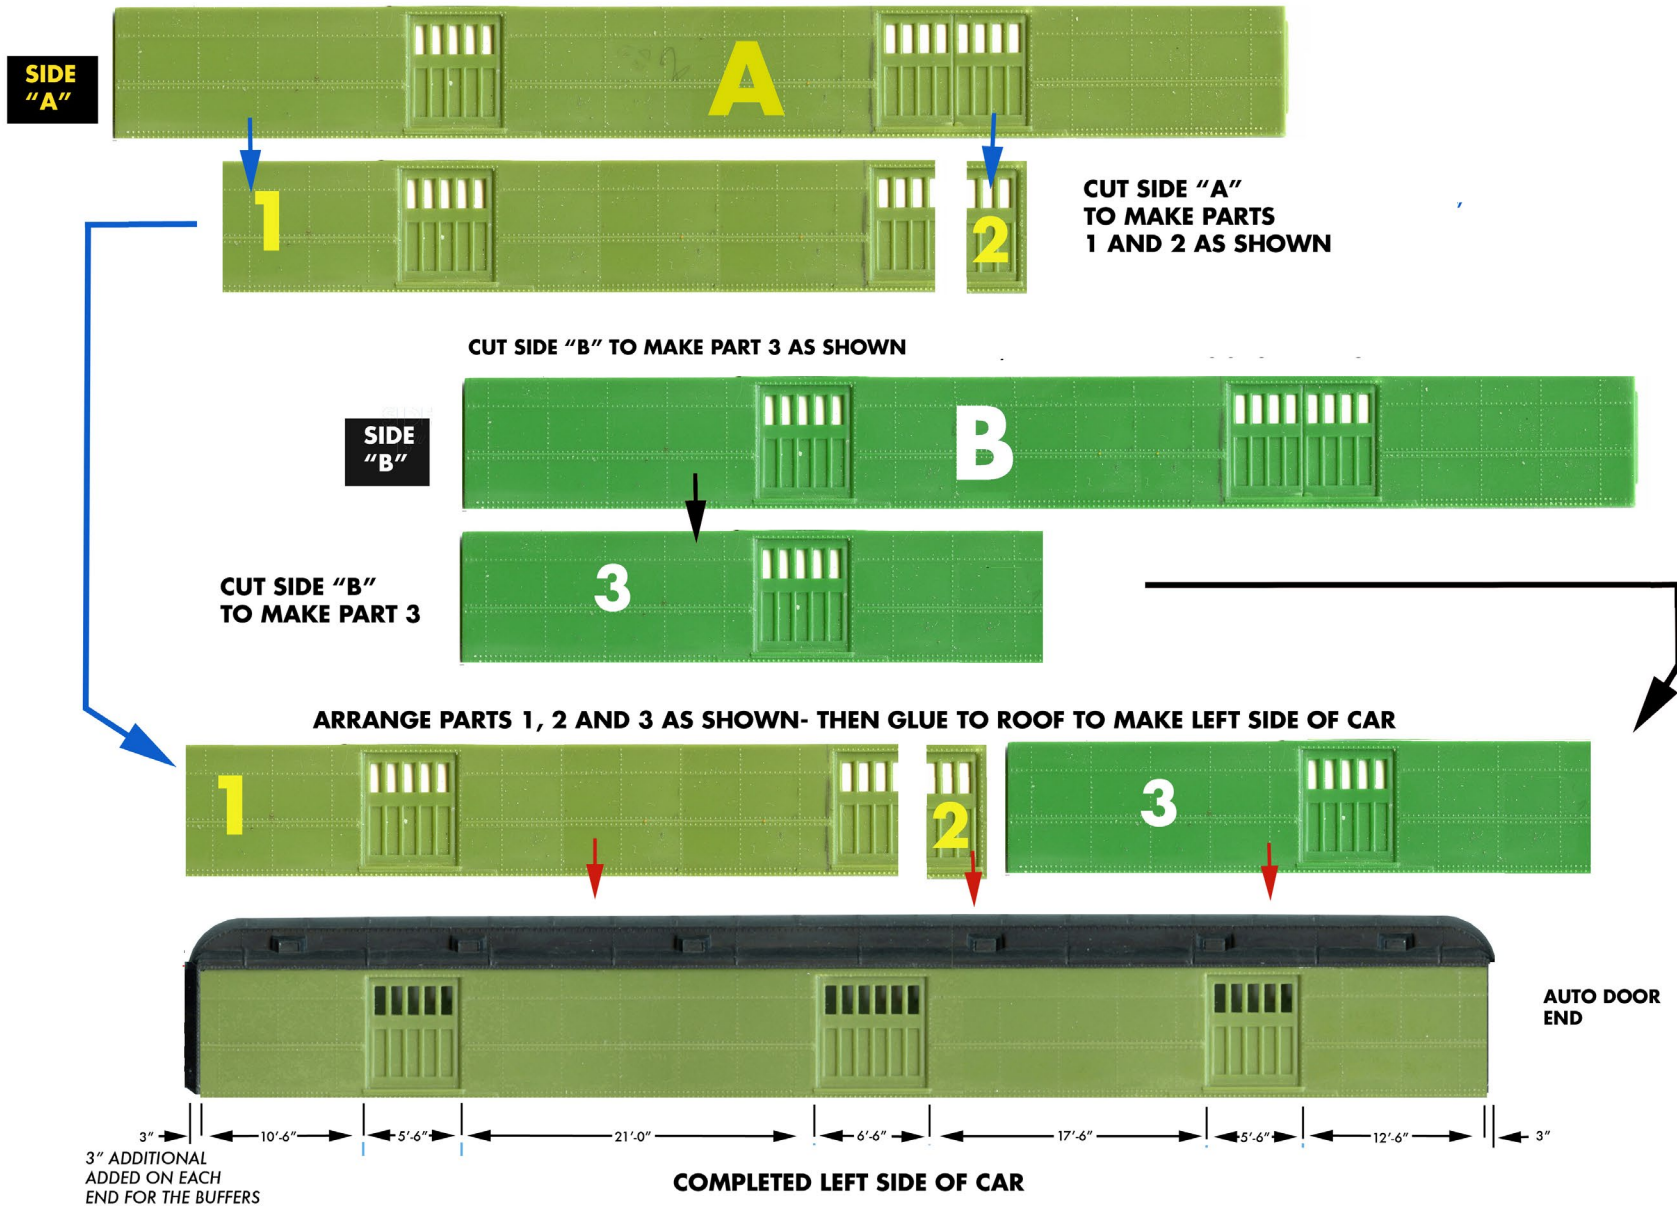 SIDE
“A”
A
1
2
CUT SIDE “A”
TO MAKE PARTS
1 AND 2 AS SHOWN
CUT SIDE “B” TO MAKE PART 3 AS SHOWN
SIDE
“B”
B
CUT SIDE “B”
TO MAKE PART 3
3
ARRANGE PARTS 1, 2 AND 3 AS SHOWN- THEN GLUE TO ROOF TO MAKE LEFT SIDE OF CAR
1
2
3
AUTO DOOR
END
3” 10’-6” 5’-6” 21’-0” 6’-6” 17’-6” 5’-6” 12’-6” 3”
3” ADDITIONAL
ADDED ON EACH
END FOR THE BUFFERS
COMPLETED LEFT SIDE OF CAR